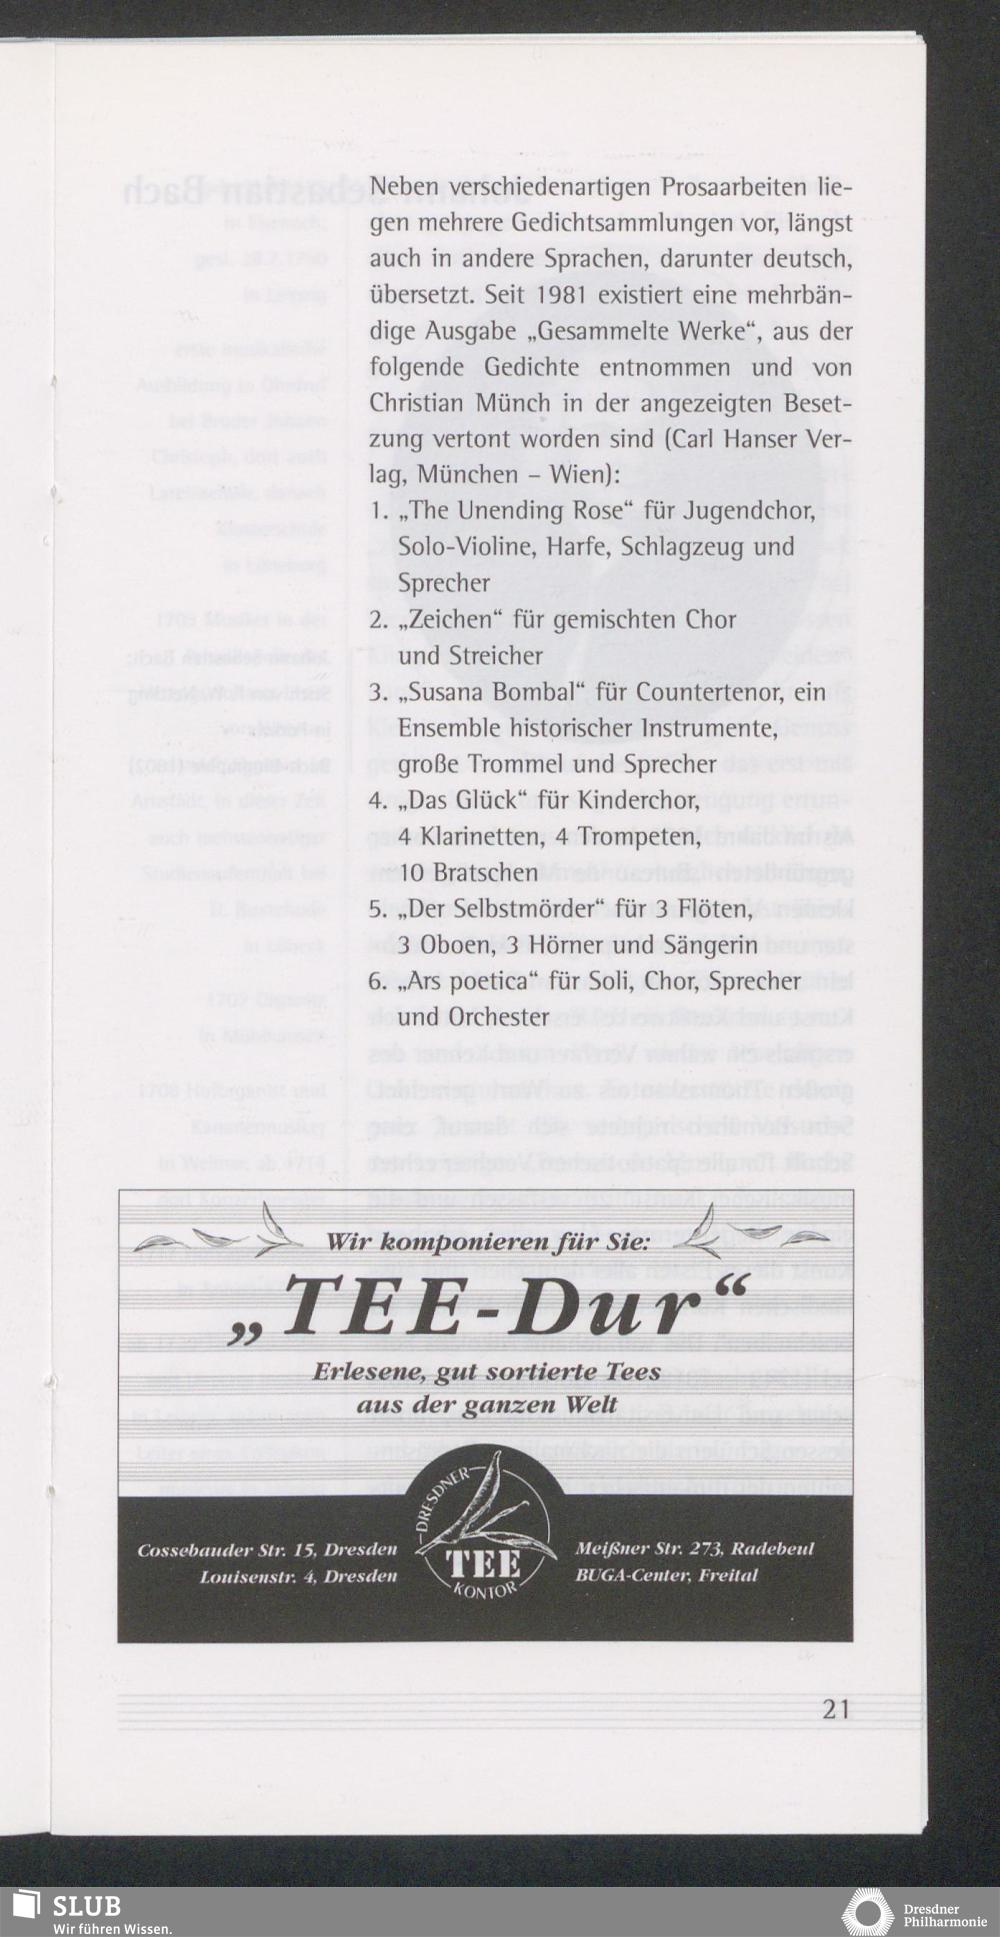 Neben verschiedenartigen Prosaarbeiten lie-
gen mehrere Gedichtsammlungen vor, längst
auch in andere Sprachen, darunter deutsch,
übersetzt. Seit 1981 existiert eine mehrbän-
dige Ausgabe „Gesammelte Werke“, aus der
folgende Gedichte entnommen und von
Christian Münch in der angezeigten Beset-
zung vertont worden sind (Carl Hanser Ver-
lag, München – Wien):
1. „The Unending Rose“ für Jugendchor,
Solo-Violine, Harfe, Schlagzeug und
Sprecher
2. „Zeichen“ für gemischten Chor
und Streicher
3. „Susana Bombal“ für Countertenor, ein
Ensemble historischer Instrumente,
große Trommel und Sprecher
4. „Das Glück“ für Kinderchor,
4 Klarinetten, 4 Trompeten,
10 Bratschen
5. „Der Selbstmörder“ für 3 Flöten,
3 Oboen, 3 Hörner und Sängerin
6. „Ars poetica“ für Soli, Chor, Sprecher
und Orchester
Wir komponieren für Sie:
„TEE-Dur“
Erlesene, gut sortierte Tees
aus der ganzen Welt
Cossebauder Str. 15, Dresden
Louisenstr. 4, Dresden
DRESDNER
TEE
KONTOR
Meißner Str. 273, Radebeul
BUGA-Center, Freital
21
SLUB
Wir führen Wissen.
Dresdner
Philharmonie